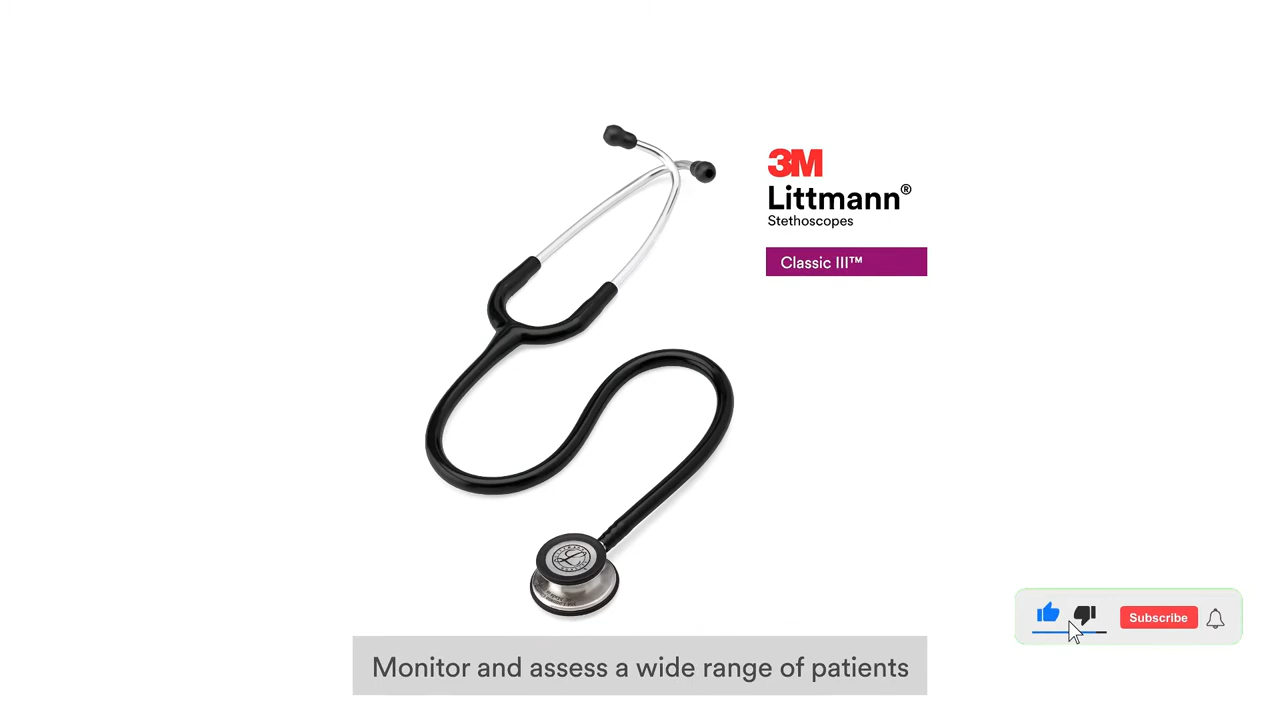 3M
Littmann®
Stethoscopes
Classic III™
Monitor and assess a wide range of patients
Subscribe